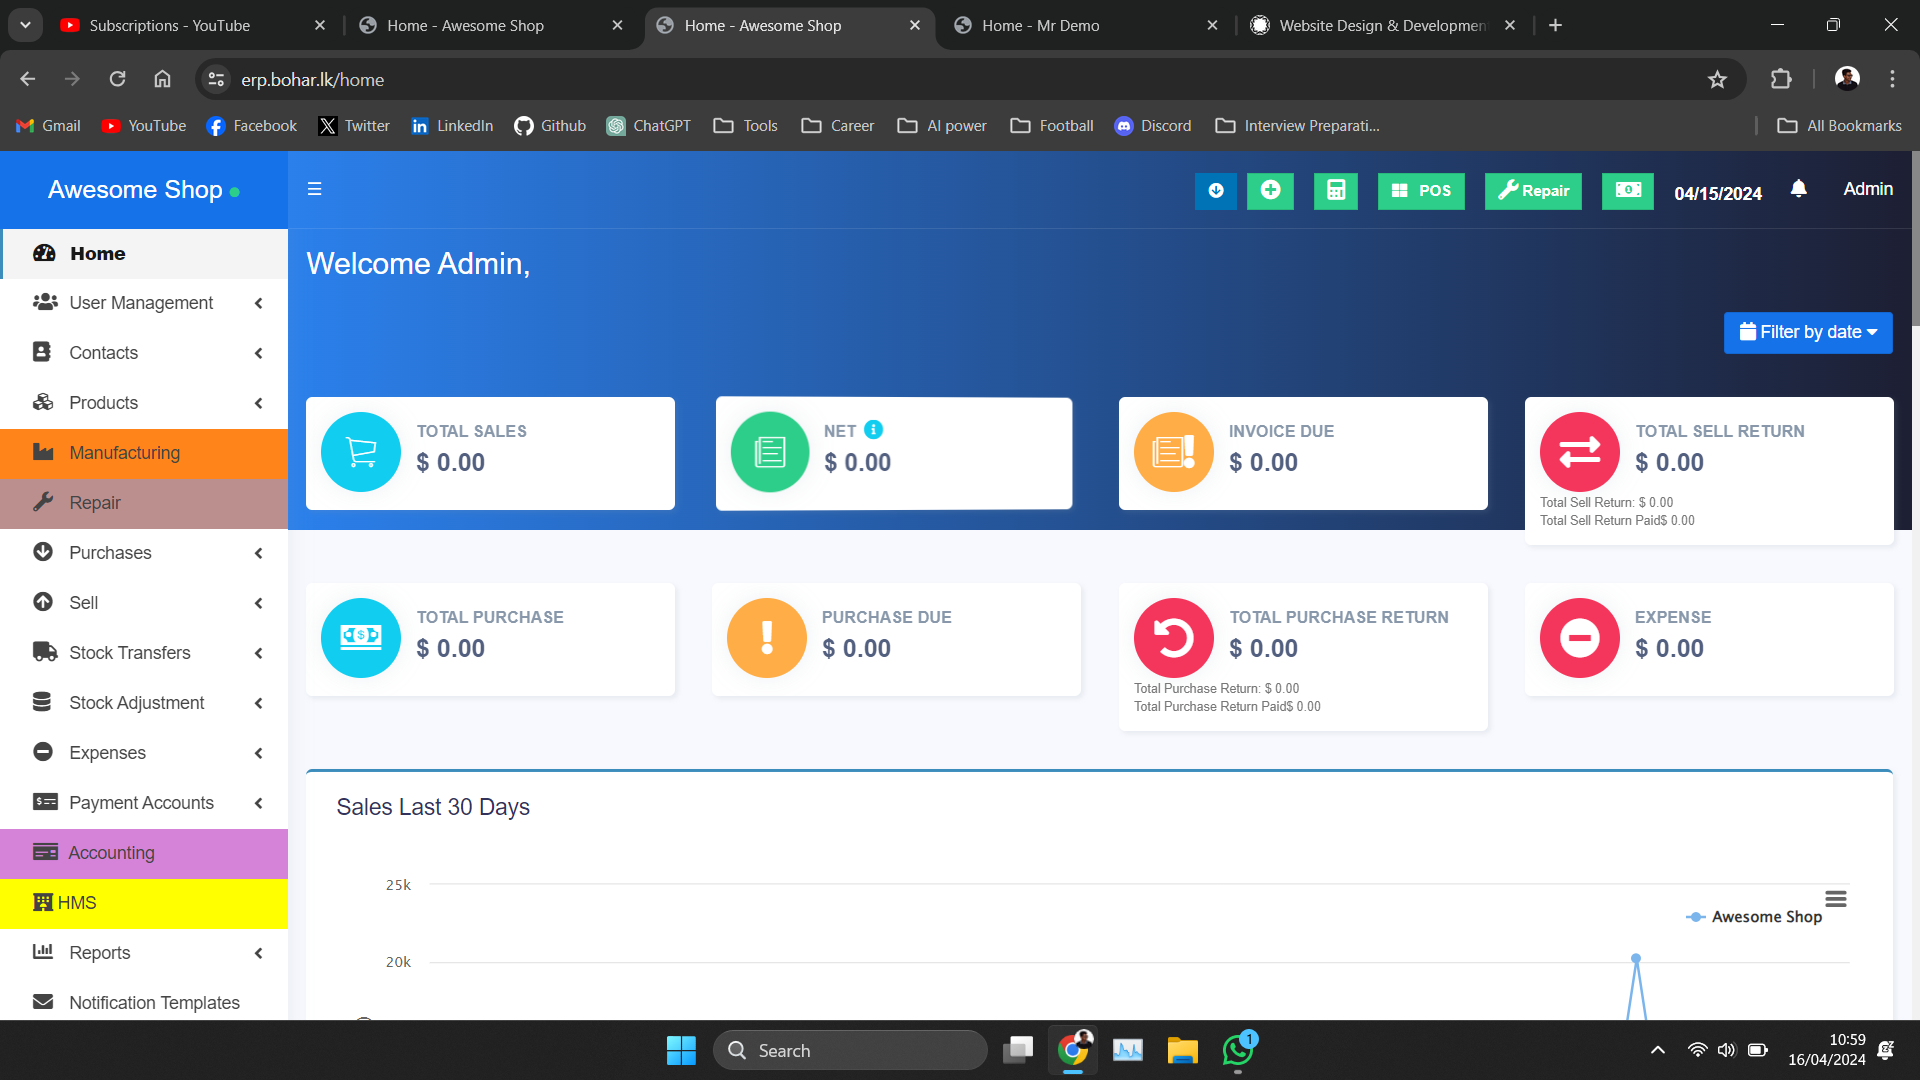 Subscriptions - YouTube
Home - Awesome Shop
Home - Awesome Shop
Home - Mr Demo
Website Design & Developmen
erp.bohar.lk/home
Gmail
YouTube
Facebook
Twitter
LinkedIn
Github
ChatGPT
Tools
Career
AI power
Football
Discord
Interview Preparati...
All Bookmarks
Awesome Shop
POS
Repair
04/15/2024
Admin
Home
User Management
Contacts
Products
Manufacturing
Repair
Purchases
Sell
Stock Transfers
Stock Adjustment
Expenses
Payment Accounts
Accounting
HMS
Reports
Notification Templates
Welcome Admin,
Filter by date
TOTAL SALES
$ 0.00
NET
$ 0.00
INVOICE DUE
$ 0.00
TOTAL SELL RETURN
$ 0.00
Total Sell Return: $ 0.00
Total Sell Return Paid$ 0.00
TOTAL PURCHASE
$ 0.00
PURCHASE DUE
$ 0.00
TOTAL PURCHASE RETURN
$ 0.00
Total Purchase Return: $ 0.00
Total Purchase Return Paid$ 0.00
EXPENSE
$ 0.00
Sales Last 30 Days
25k
Awesome Shop
20k
Search
1
10:59
16/04/2024